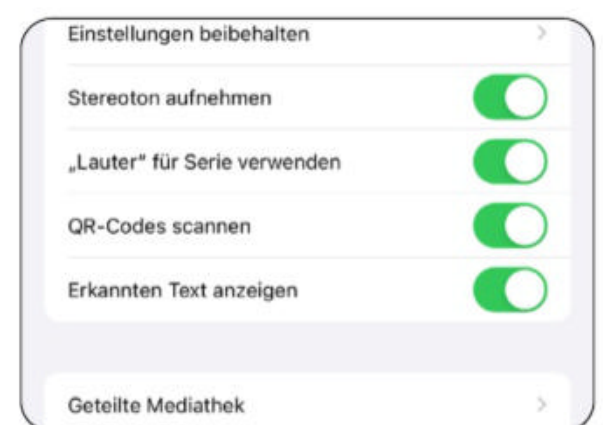 Einstellungen beibehalten
Stereoton aufnehmen
„Lauter" für Serie verwenden
QR-Codes scannen
Erkannten Text anzeigen
Geteilte Mediathek